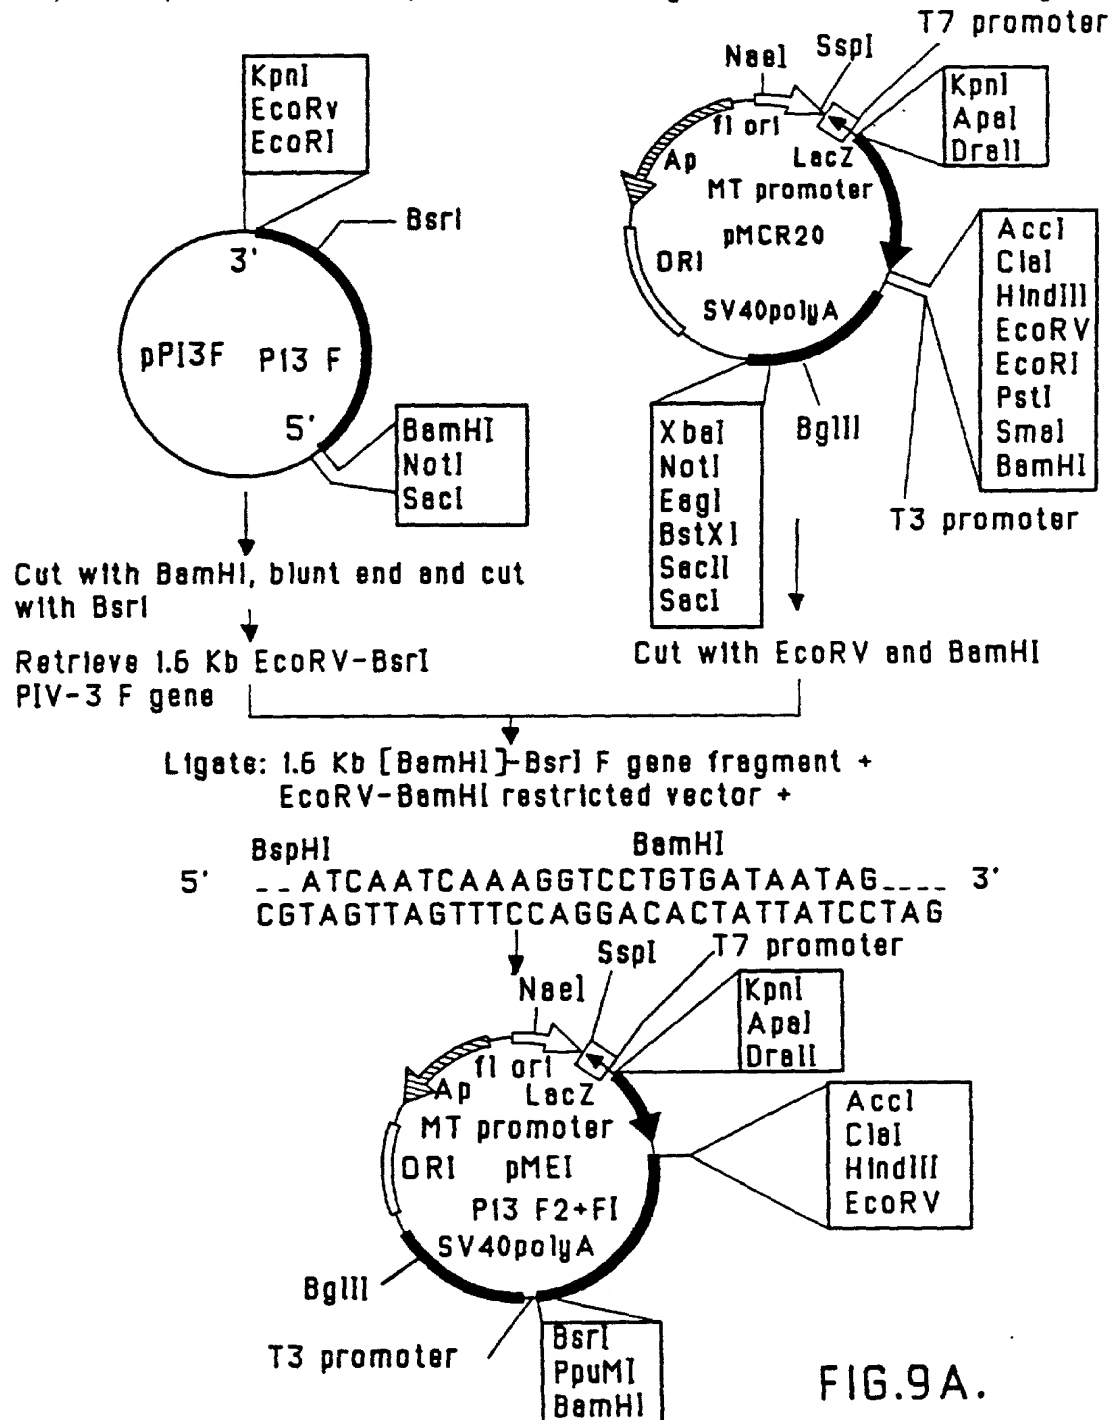 T7 promoter
NaeI
SspI
KpnI
EcoRv
EcoRI
KpnI
ApaI
DraII
f1 ori
Ap
LacZ
MT promoter
BsrI
3'
pMCR20
AccI
ClaI
HindIII
EcoRV
EcoRI
PstI
SmaI
BamHI
ORI
SV40polyA
pPI3F
P13 F
5'
BamHI
NotI
SacI
XbaI
NotI
EagI
BstXI
SacII
SacI
BglII
T3 promoter
Cut with BamHI, blunt end and cut
with BsrI
Retrieve 1.6 Kb EcoRV-BsrI
PIV-3 F gene
Cut with EcoRV and BamHI
Ligate: 1.6 Kb [BamHI]-BsrI F gene fragment +
EcoRV-BamHI restricted vector +
BspHI
BamHI
5' _ _ATCAATCAAAGGTCCTGTGATAATAG_ _ _ _ 3'
CGTAGTTAGTTTCCAGGACACTATTATCCTAG
SspI
T7 promoter
NaeI
KpnI
ApaI
DraII
f1 ori
Ap
LacZ
MT promoter
AccI
ClaI
HindIII
EcoRV
ORI
pMEI
P13 F2+FI
SV40polyA
BglII
T3 promoter
BsrI
PpuMI
BamHI
FIG.9A.